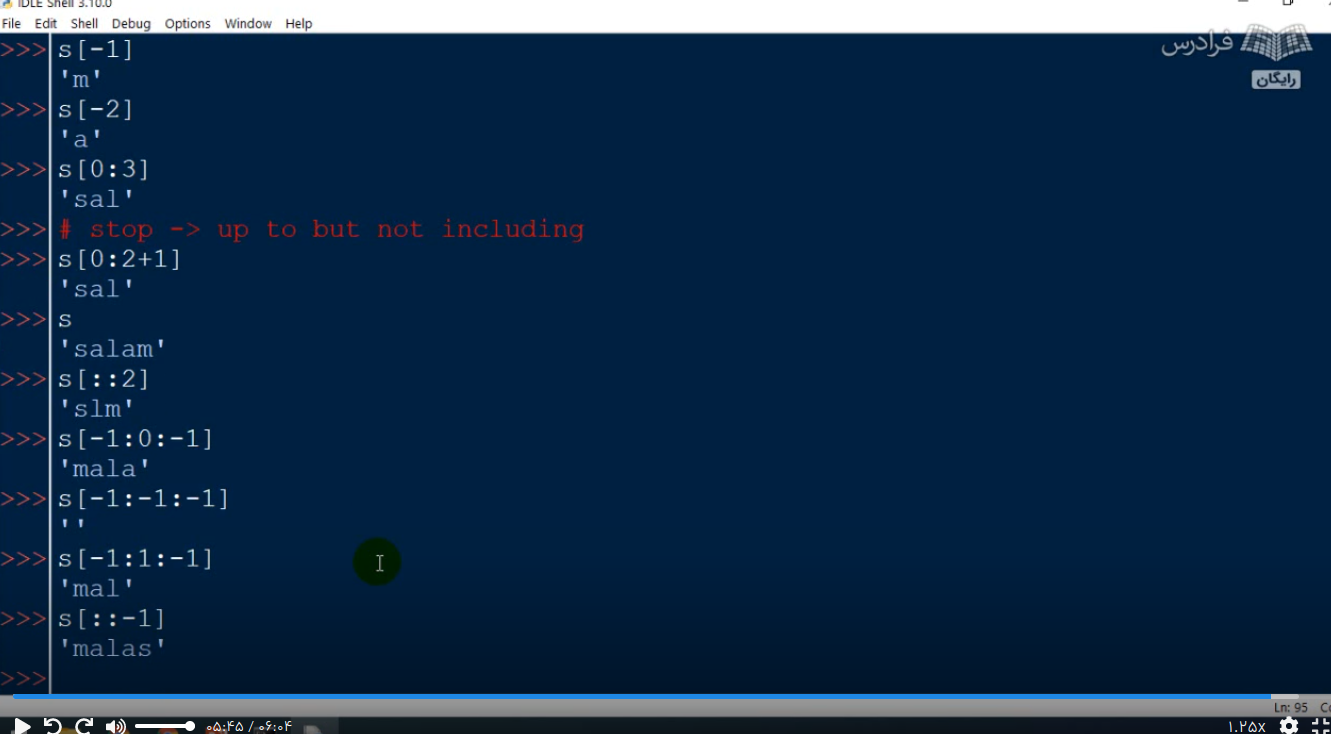 IDLE Shell 3.10.0
File Edit Shell Debug Options Window Help
فرادرس
رایگان
>>> s[-1]
'm'
>>> s[-2]
'a'
>>> s[0:3]
'sal'
>>> # stop -> up to but not including
>>> s[0:2+1]
'sal'
>>> s
'salam'
>>> s[::2]
'slm'
>>> s[-1:0:-1]
'mala'
>>> s[-1:-1:-1]
''
>>> s[-1:1:-1]
'mal'
>>> s[::-1]
'malas'
>>>
Ln: 95
۰۵:۴۵ / ۰۶:۰۴
۱.۲۵x